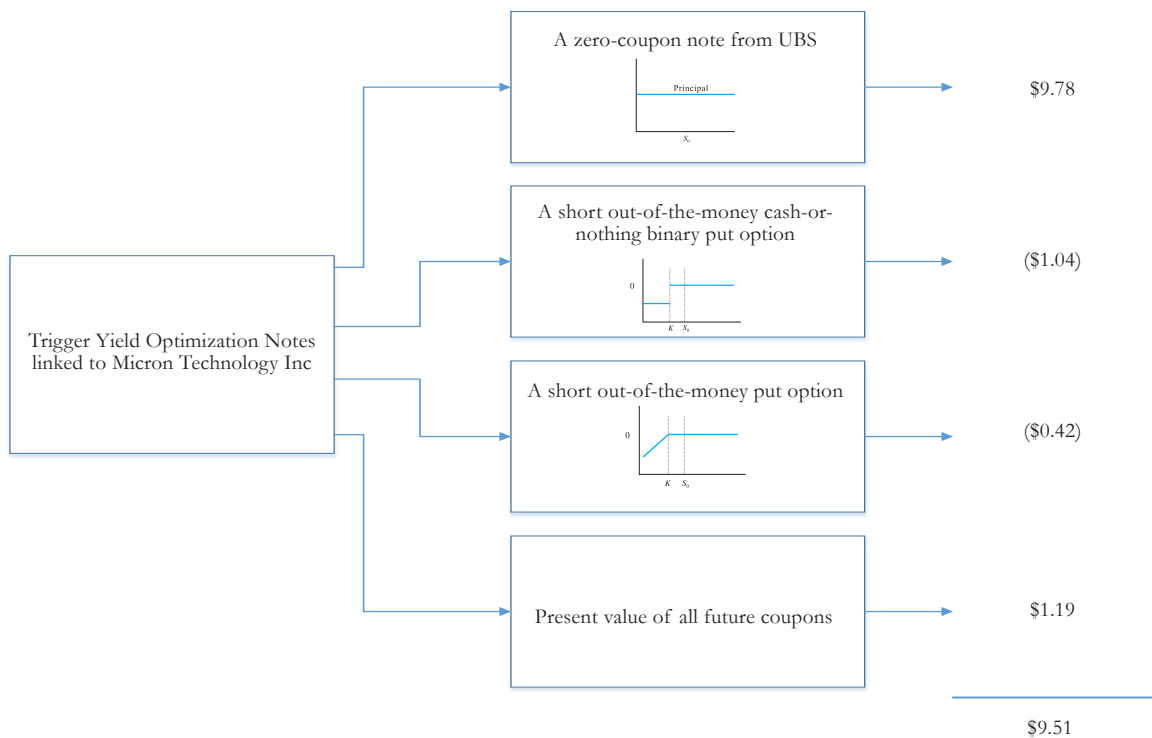 A zero-coupon note from UBS
Principal
S0
$9.78
A short out-of-the-money cash-or-
nothing binary put option
0
K
S0
($1.04)
Trigger Yield Optimization Notes
linked to Micron Technology Inc
A short out-of-the-money put option
0
K
S0
($0.42)
Present value of all future coupons
$1.19
$9.51